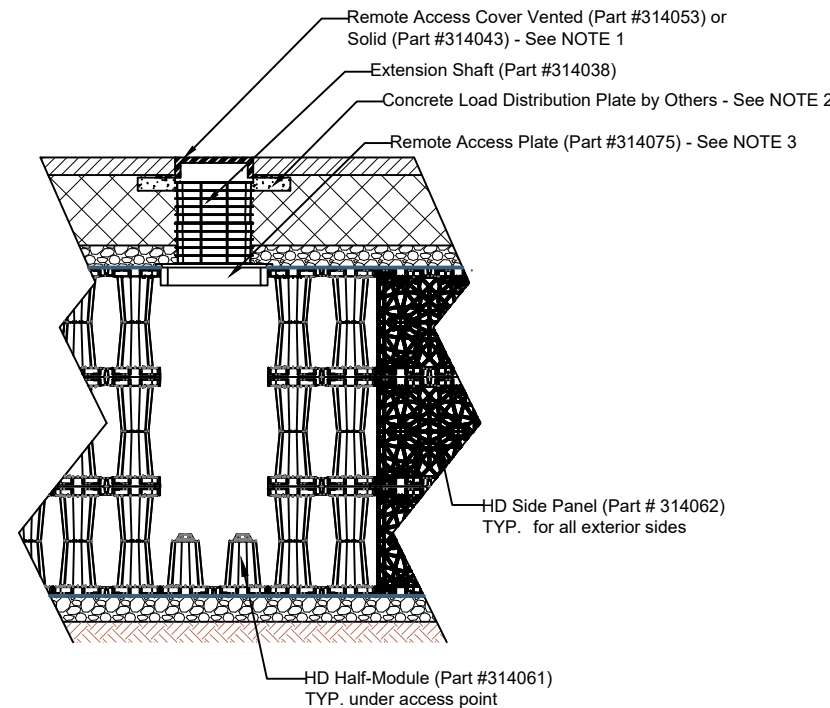 Remote Access Cover Vented (Part #314053) or
Solid (Part #314043) - See NOTE 1
Extension Shaft (Part #314038)
Concrete Load Distribution Plate by Others - See NOTE 2
Remote Access Plate (Part #314075) - See NOTE 3
HD Side Panel (Part # 314062)
TYP. for all exterior sides
HD Half-Module (Part #314061)
TYP. under access point